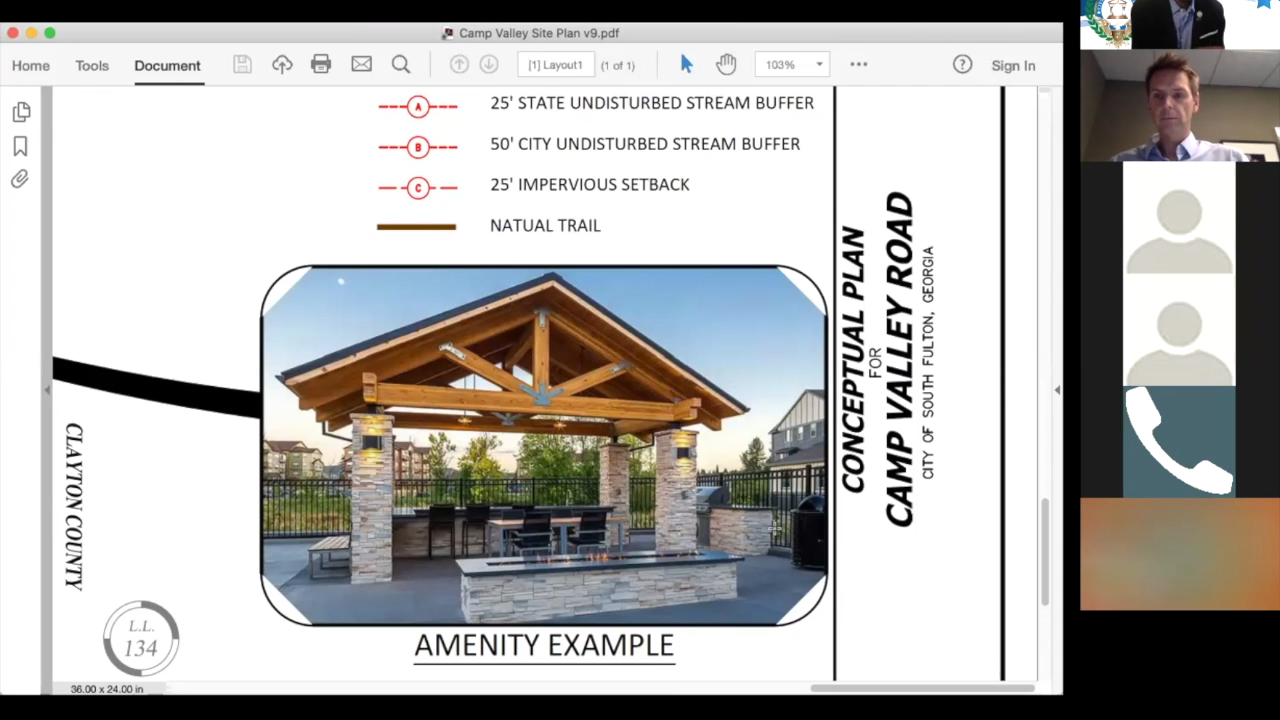 Camp Valley Site Plan v9.pdf
Home
Tools
Document
[1] Layout1
(1 of 1)
103%
Sign In
A
25' STATE UNDISTURBED STREAM BUFFER
B
50' CITY UNDISTURBED STREAM BUFFER
C
25' IMPERVIOUS SETBACK
NATUAL TRAIL
CONCEPTUAL PLAN
FOR
CAMP VALLEY ROAD
CITY OF SOUTH FULTON, GEORGIA
CLAYTON COUNTY
L.L.
134
AMENITY EXAMPLE
36.00 x 24.00 in